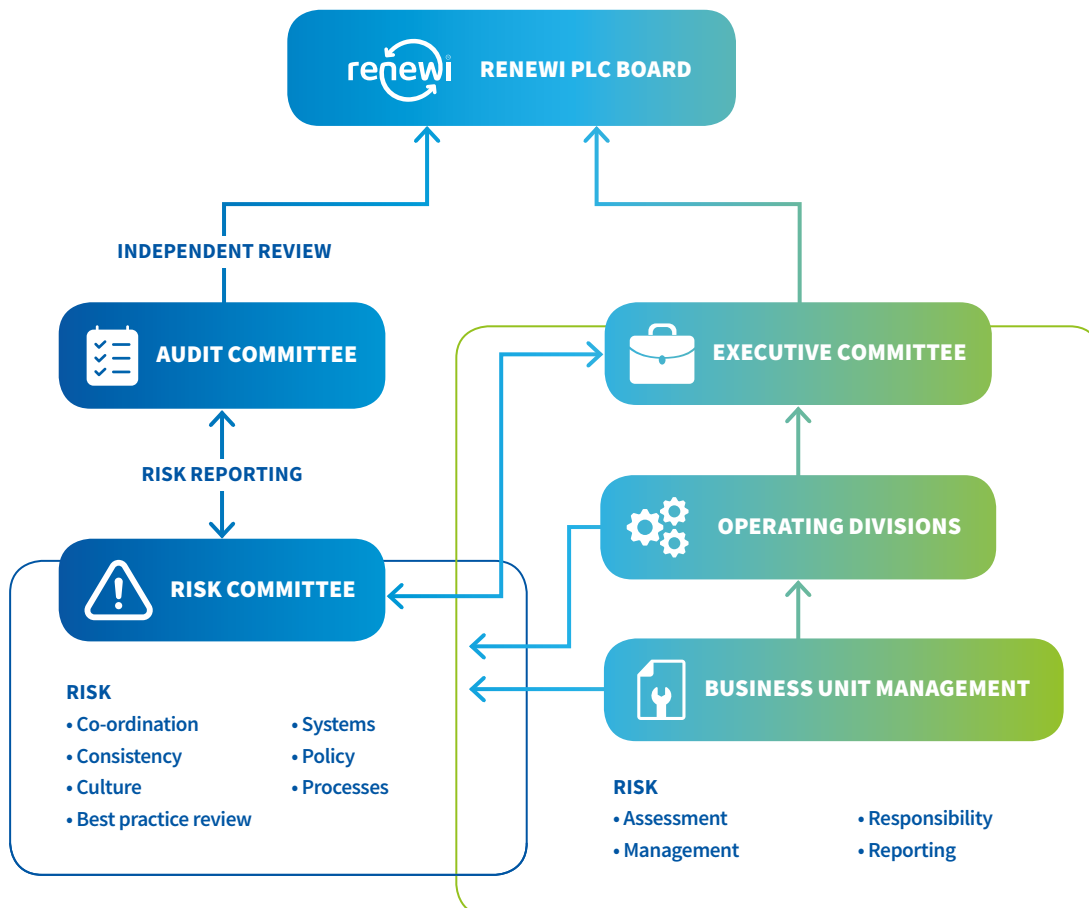 renewi
RENEWI PLC BOARD
INDEPENDENT REVIEW
AUDIT COMMITTEE
EXECUTIVE COMMITTEE
RISK REPORTING
OPERATING DIVISIONS
RISK COMMITTEE
BUSINESS UNIT MANAGEMENT
RISK
• Co-ordination
• Consistency
• Culture
• Best practice review
• Systems
• Policy
• Processes
RISK
• Assessment
• Management
• Responsibility
• Reporting